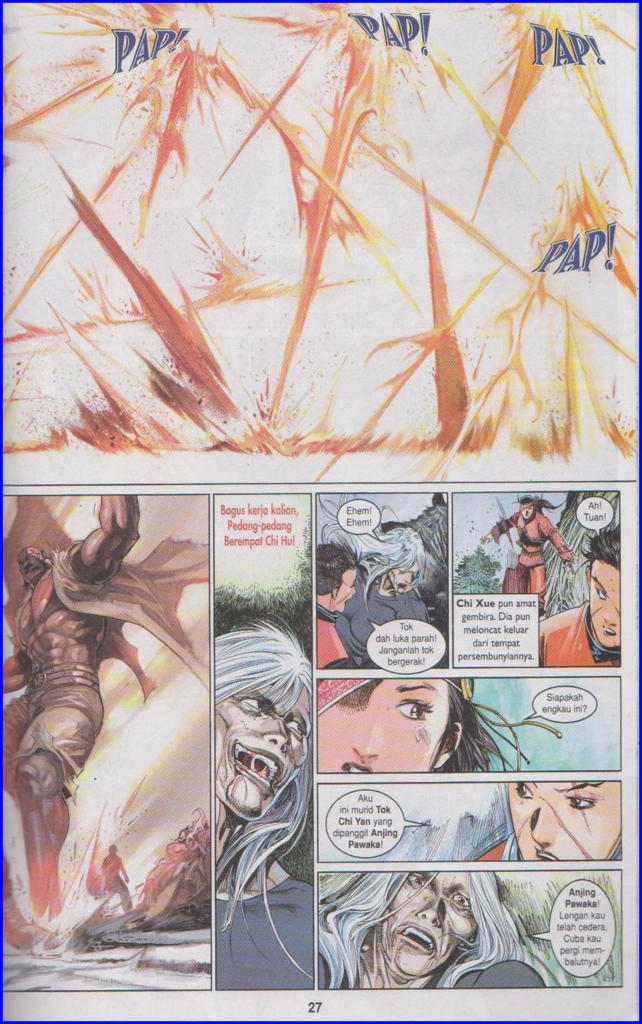 PAP!
PAP!
PAP!
PAP!
Bagus kerja kalian,
Pedang-pedang
Berempat Chi Hu!
Ehem!
Ehem!
Tok
dah luka parah!
Janganlah tok
bergerak!
Ah!
Tuan!
Chi Xue pun amat
gembira. Dia pun
meloncat keluar
dari tempat
persembunyiannya.
Siapakah
engkau ini?
Aku
ini murid Tok
Chi Yan yang
dipanggil Anjing
Pawaka!
Anjing
Pawaka!
Lengan kau
telah cedera.
Cuba kau
pergi mem-
balutnya!
27